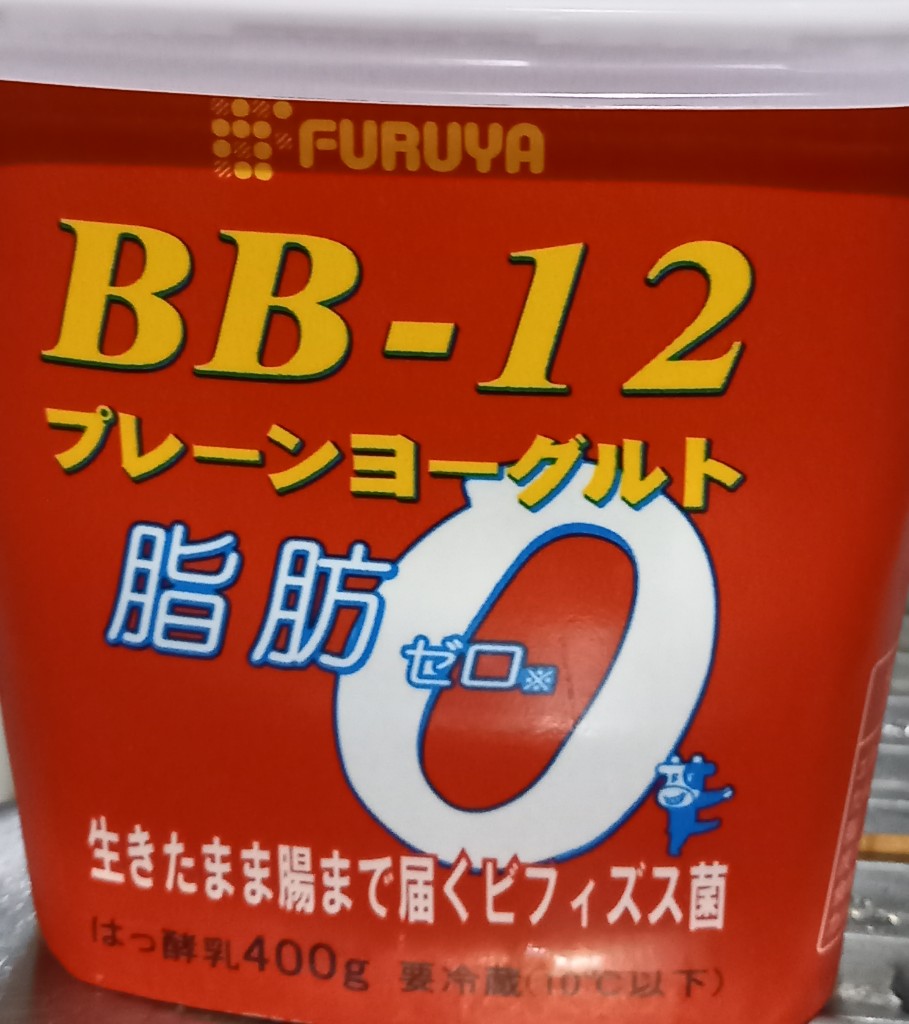 FURUYA
BB-12
プレーンヨーグルト
脂肪ゼロ※
0
生きたまま腸まで届くビフィズス菌
はっ酵乳400g 要冷蔵(10℃以下)